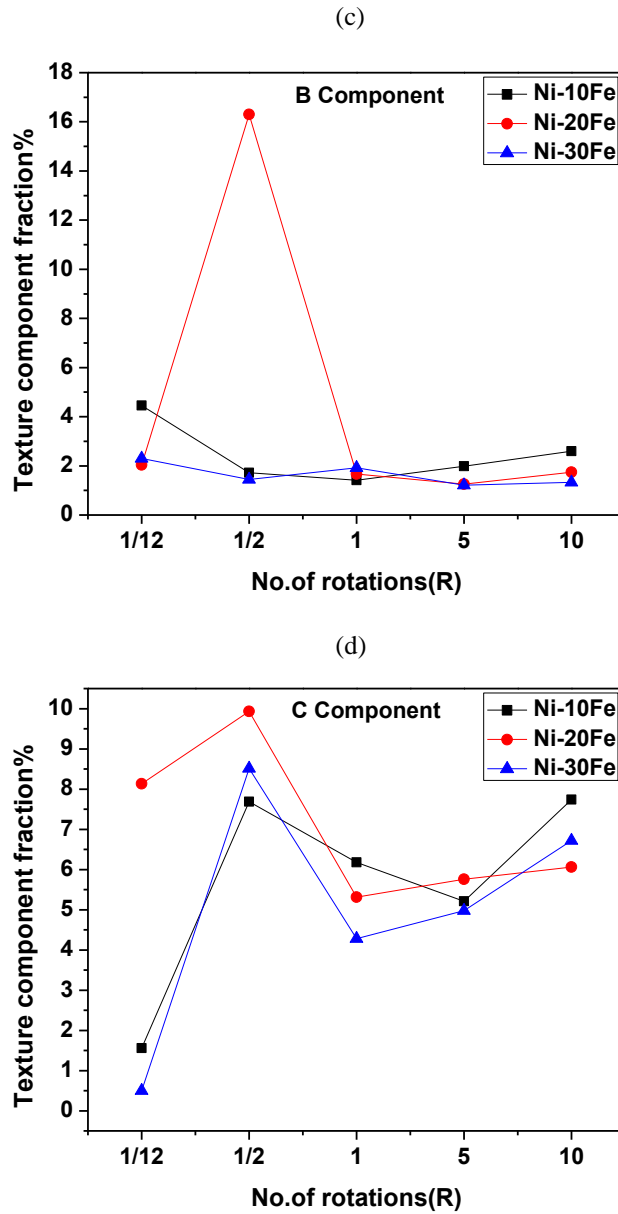 (c)
B Component
Ni-10Fe
Ni-20Fe
Ni-30Fe
Texture component fraction%
18
16
14
12
10
8
6
4
2
0
1/12 1/2 1 5 10
No.of rotations(R)
(d)
C Component
Ni-10Fe
Ni-20Fe
Ni-30Fe
Texture component fraction%
10
9
8
7
6
5
4
3
2
1
0
1/12 1/2 1 5 10
No.of rotations(R)